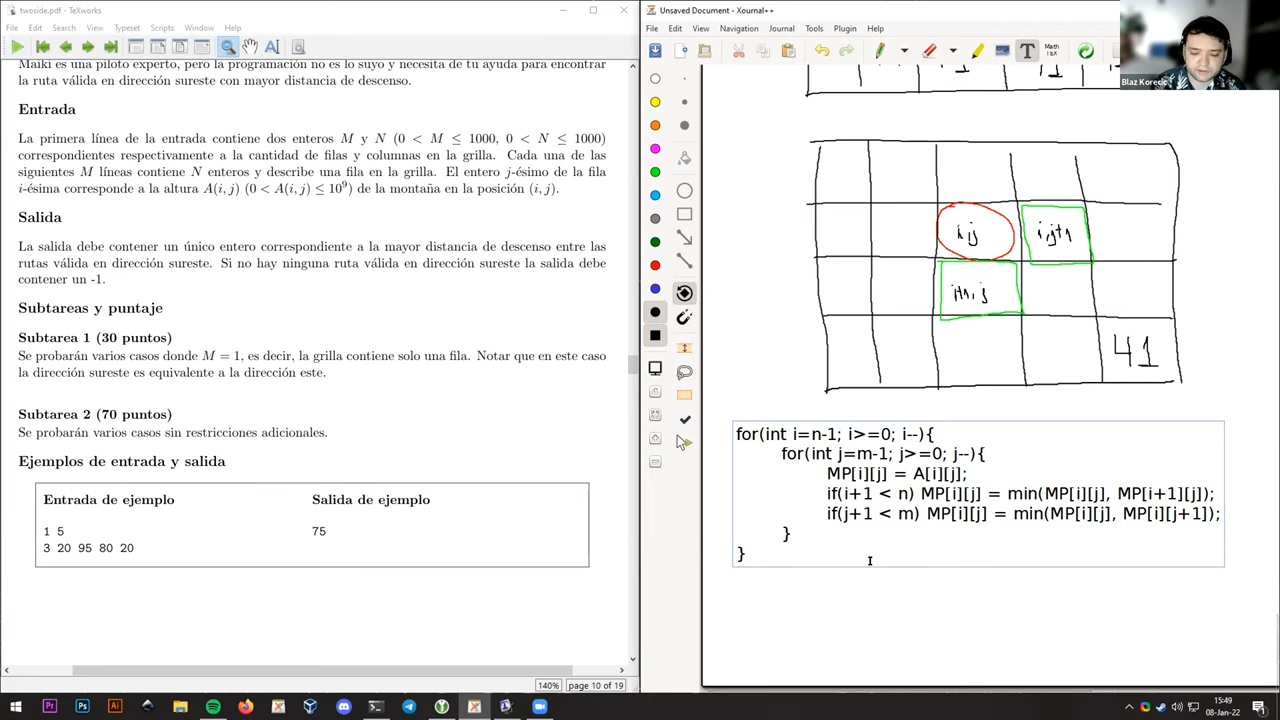 twoside.pdf - TeXworks
File Edit Search View Typeset Scripts Window Help
Maiki es una piloto experto, pero la programación no es lo suyo y necesita de tu ayuda para encontrar
la ruta válida en dirección sureste con mayor distancia de descenso.
Entrada
La primera línea de la entrada contiene dos enteros M y N (0 < M ≤ 1000, 0 < N ≤ 1000)
correspondientes respectivamente a la cantidad de filas y columnas en la grilla. Cada una de las
siguientes M líneas contiene N enteros y describe una fila en la grilla. El entero j-ésimo de la fila
i-ésima corresponde a la altura A(i, j) (0 < A(i, j) ≤ 10⁹) de la montaña en la posición (i, j).
Salida
La salida debe contener un único entero correspondiente a la mayor distancia de descenso entre las
rutas válida en dirección sureste. Si no hay ninguna ruta válida en dirección sureste la salida debe
contener un -1.
Subtareas y puntaje
Subtarea 1 (30 puntos)
Se probarán varios casos donde M = 1, es decir, la grilla contiene solo una fila. Notar que en este caso
la dirección sureste es equivalente a la dirección este.
Subtarea 2 (70 puntos)
Se probarán varios casos sin restricciones adicionales.
Ejemplos de entrada y salida
Entrada de ejemplo Salida de ejemplo
1 5 75
3 20 95 80 20
140% page 10 of 19
Unsaved Document - Xournal++
File Edit View Navigation Journal Tools Plugin Help
Math
Blaz Korecic
i,j i,j+1
i+1,j
41
for(int i=n-1; i>=0; i--){
for(int j=m-1; j>=0; j--){
MP[i][j] = A[i][j];
if(i+1 < n) MP[i][j] = min(MP[i][j], MP[i+1][j]);
if(j+1 < m) MP[i][j] = min(MP[i][j], MP[i][j+1]);
}
}
15:49
08-Jan-22